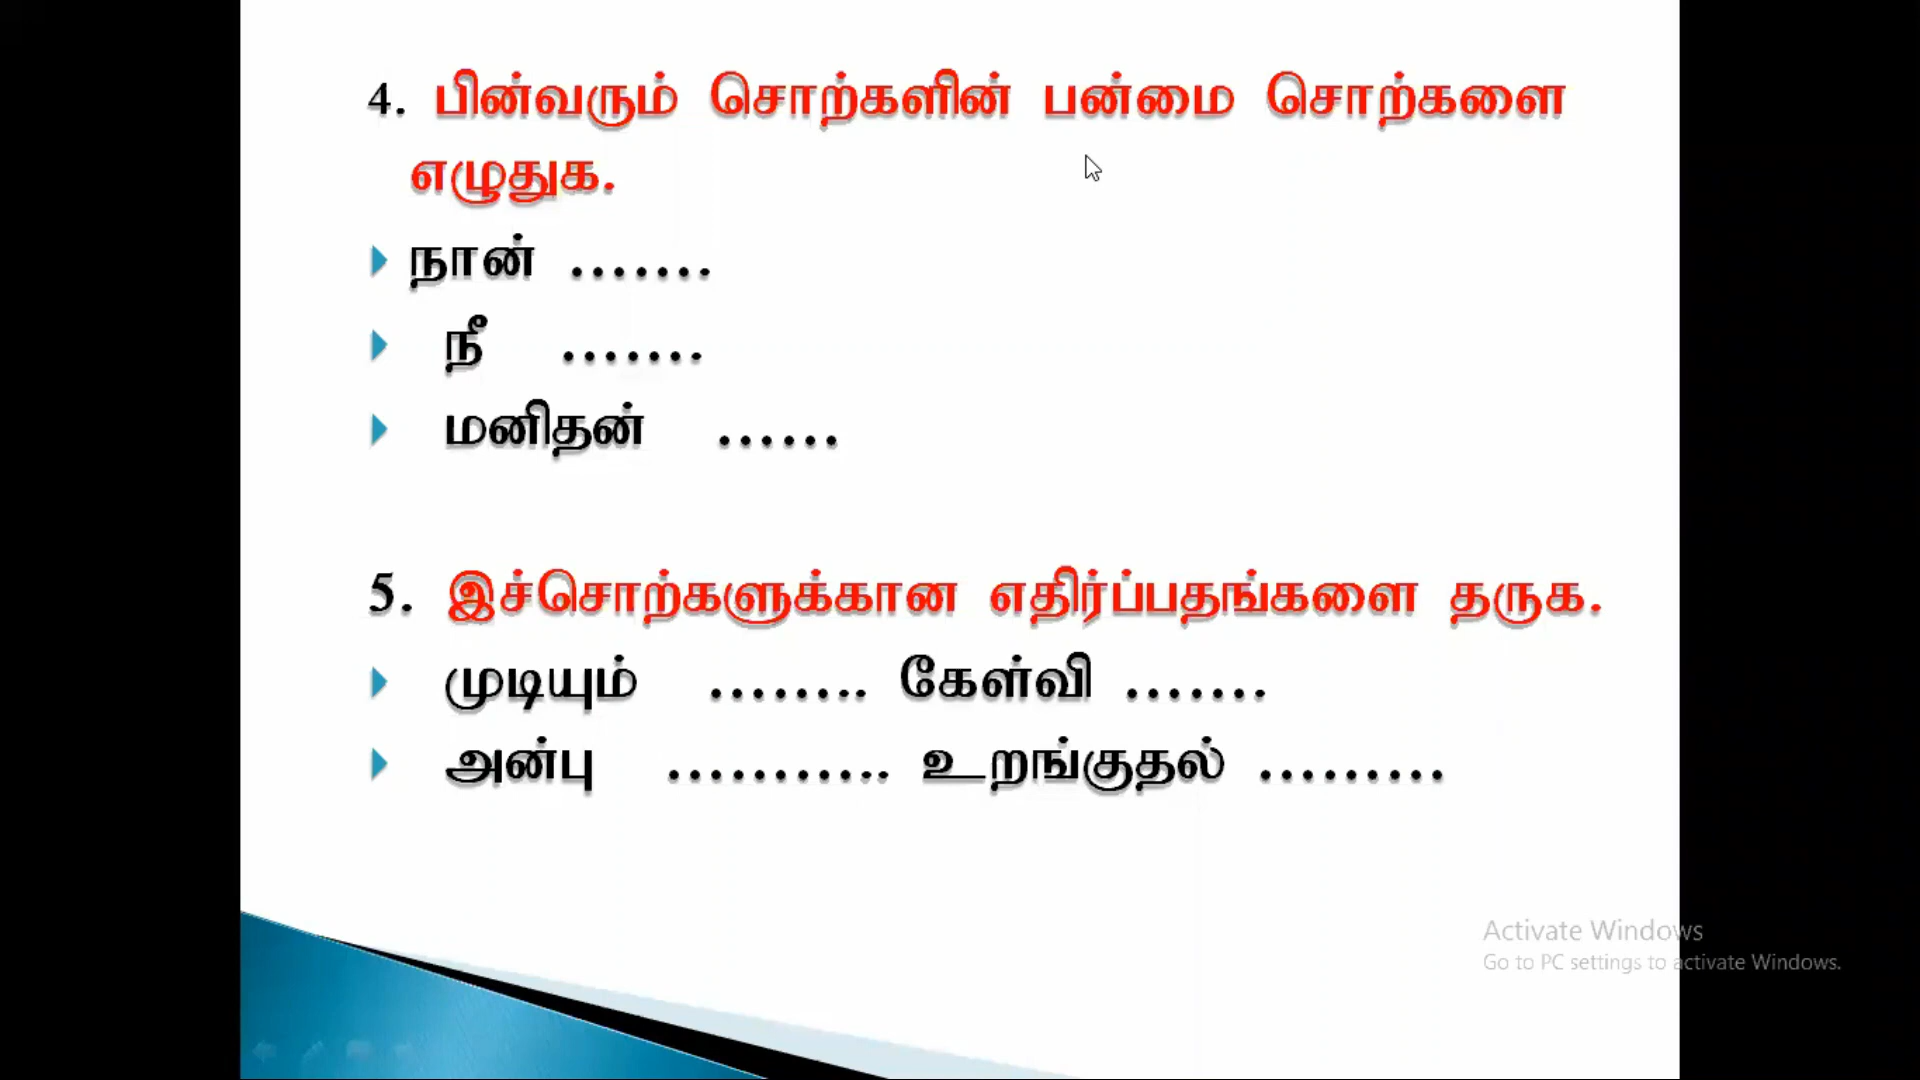 4. பின்வரும் சொற்களின் பன்மை சொற்களை
எழுதுக.
நான் .......
நீ .......
மனிதன் ......
5. இச்சொற்களுக்கான எதிர்ப்பதங்களை தருக.
முடியும் ........ கேள்வி .......
அன்பு ........... உறங்குதல் .........
Activate Windows
Go to PC settings to activate Windows.